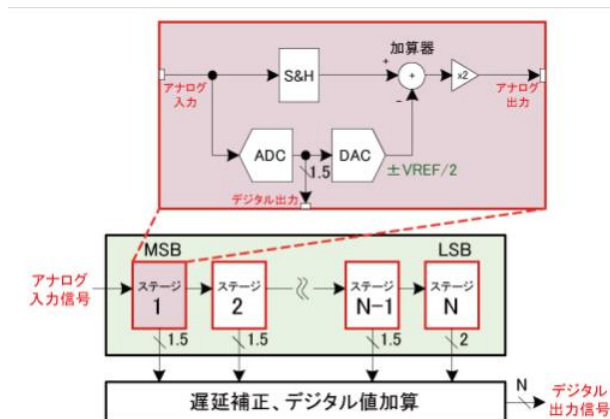 加算器
S&H
+
+
x2
アナログ
入力
アナログ
出力
-
ADC
DAC
1.5
±VREF/2
デジタル出力
MSB
LSB
アナログ
入力信号
ステージ
1
ステージ
2
ステージ
N-1
ステージ
N
1.5
1.5
1.5
2
遅延補正、デジタル値加算
N
デジタル
出力信号